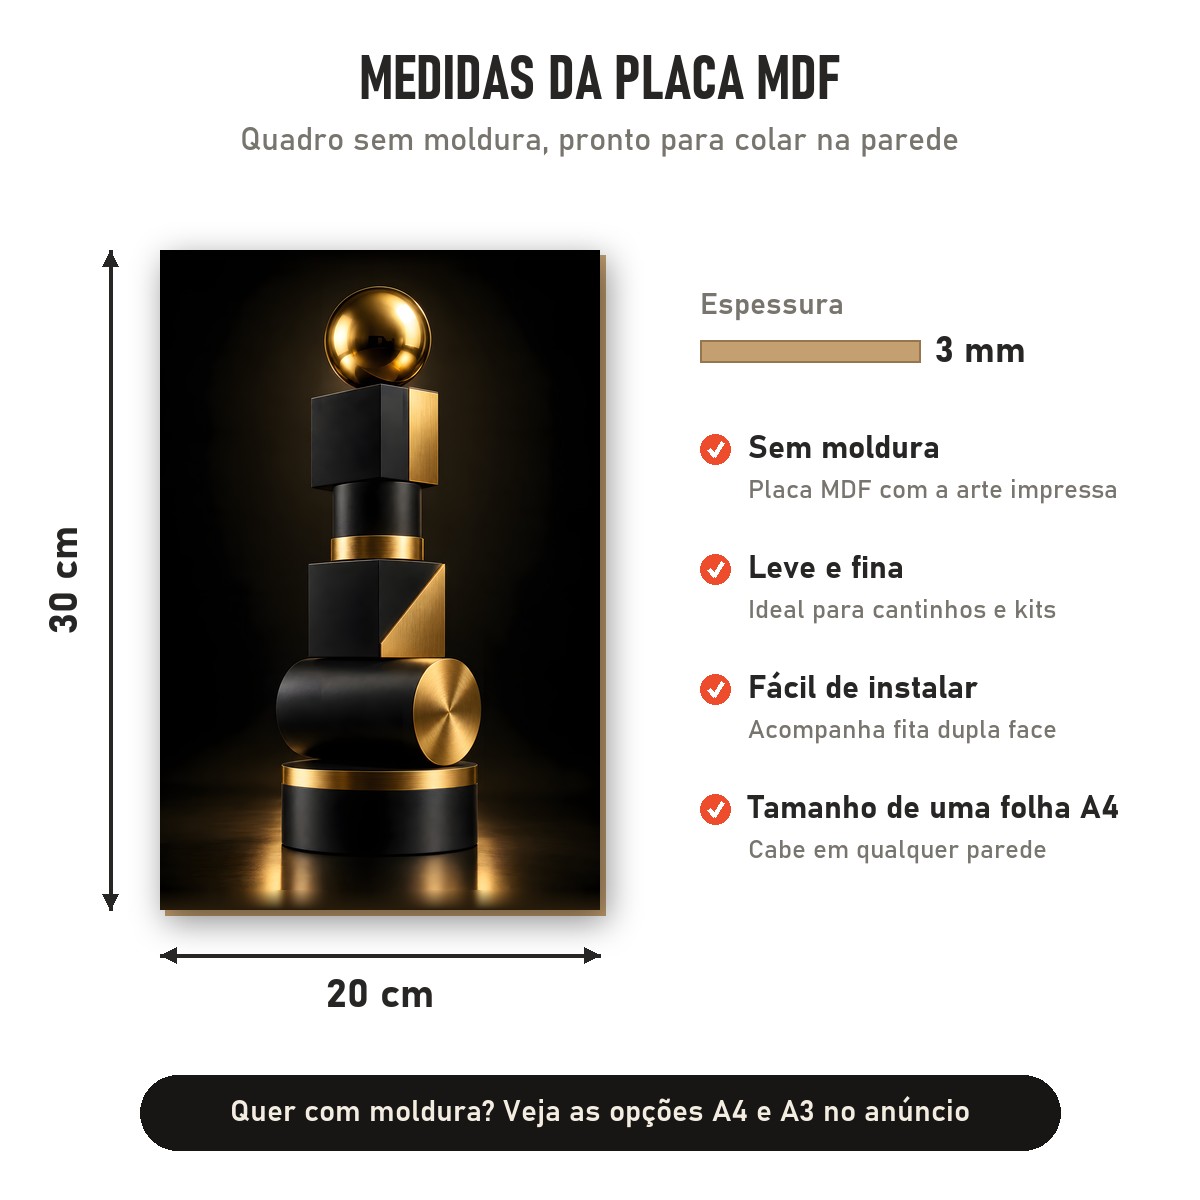 MEDIDAS DA PLACA MDF
Quadro sem moldura, pronto para colar na parede
Espessura
3 mm
Sem moldura
Placa MDF com a arte impressa
Leve e fina
Ideal para cantinhos e kits
Fácil de instalar
Acompanha fita dupla face
Tamanho de uma folha A4
Cabe em qualquer parede
30 cm
20 cm
Quer com moldura? Veja as opções A4 e A3 no anúncio